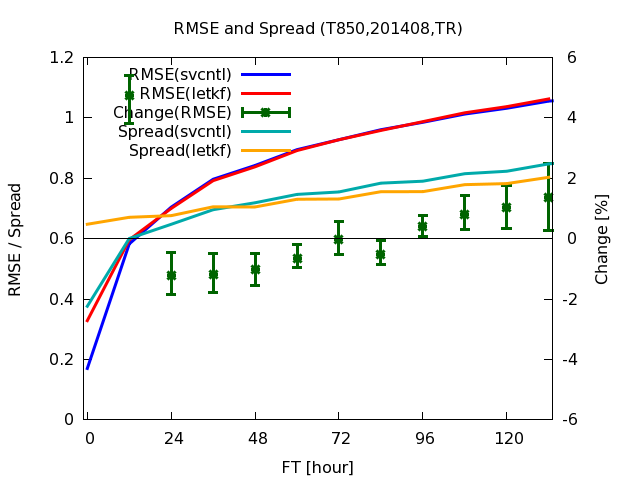 RMSE and Spread (T850,201408,TR)
1.2
1
0.8
0.6
0.4
0.2
0
6
4
2
0
-2
-4
-6
RMSE(svcntl)
RMSE(letkf)
Change(RMSE)
Spread(svcntl)
Spread(letkf)
RMSE / Spread
Change [%]
0 24 48 72 96 120
FT [hour]